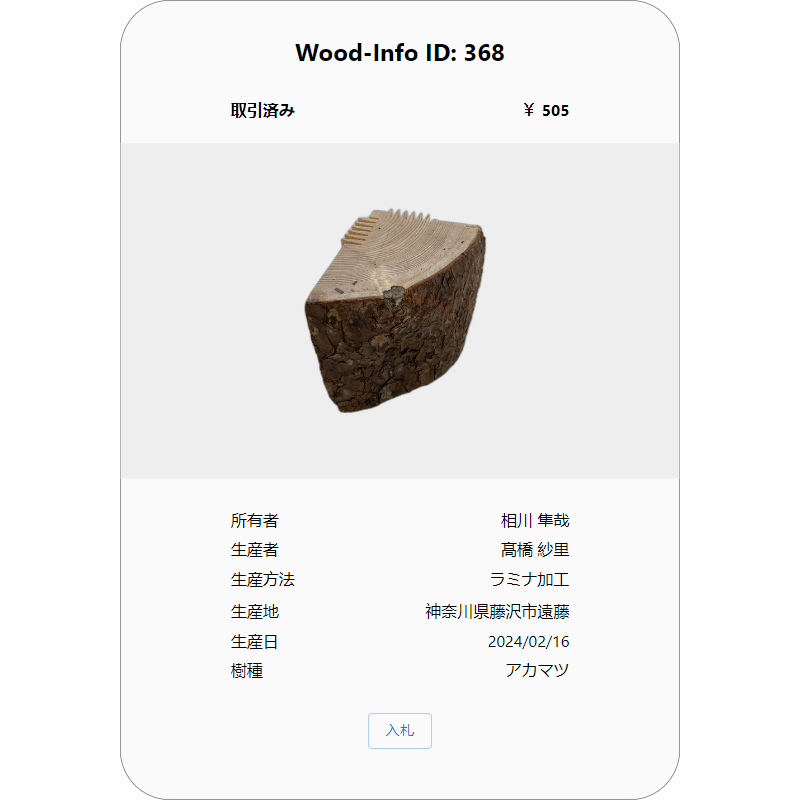 Wood-Info ID: 368
取引済み ￥ 505
所有者 相川 隼哉
生産者 髙橋 紗里
生産方法 ラミナ加工
生産地 神奈川県藤沢市遠藤
生産日 2024/02/16
樹種 アカマツ
入札